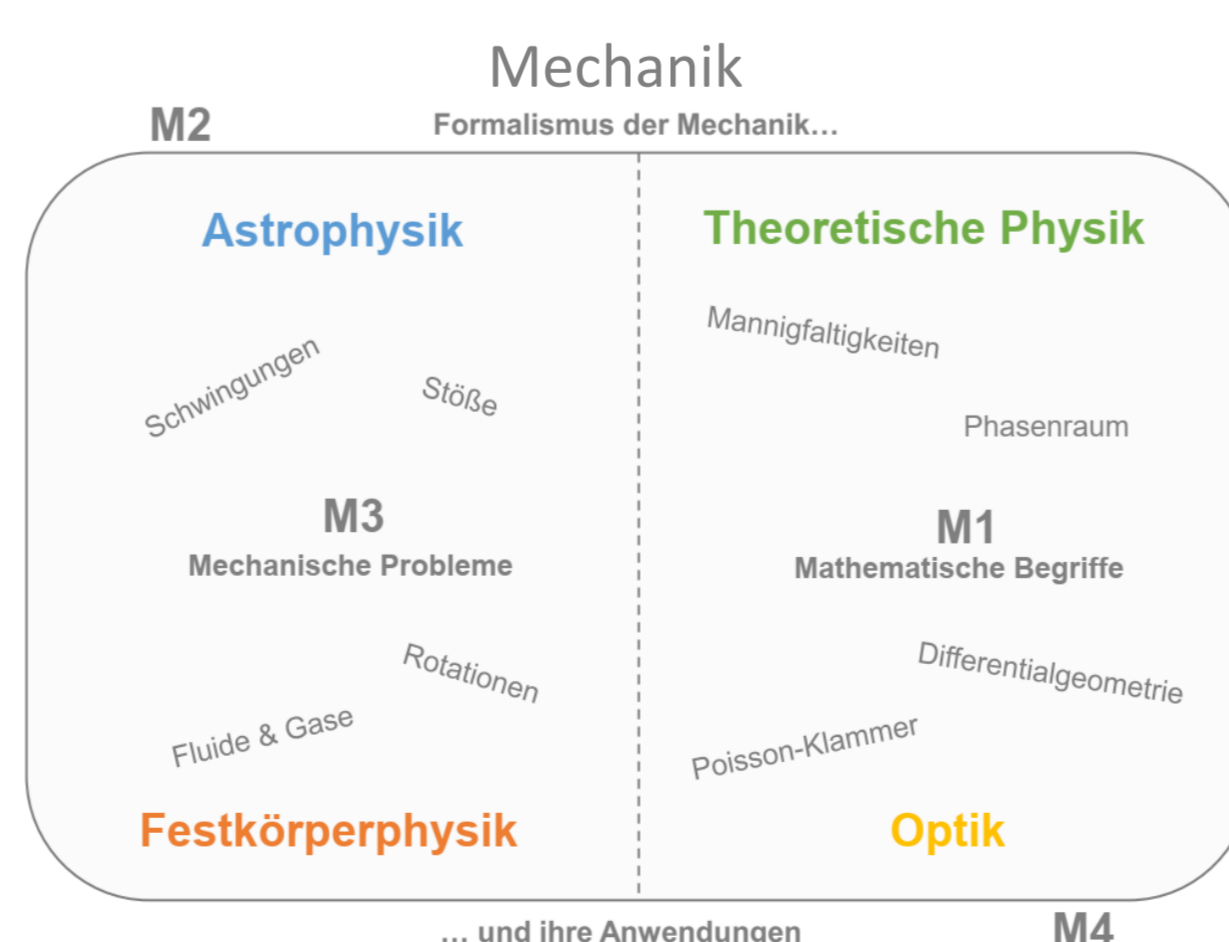 Mechanik
M2
Formalismus der Mechanik…
Astrophysik
Theoretische Physik
Schwingungen
Stöße
Mannigfaltigkeiten
Phasenraum
M3
Mechanische Probleme
M1
Mathematische Begriffe
Rotationen
Fluide & Gase
Differentialgeometrie
Poisson-Klammer
Festkörperphysik
Optik
… und ihre Anwendungen
M4